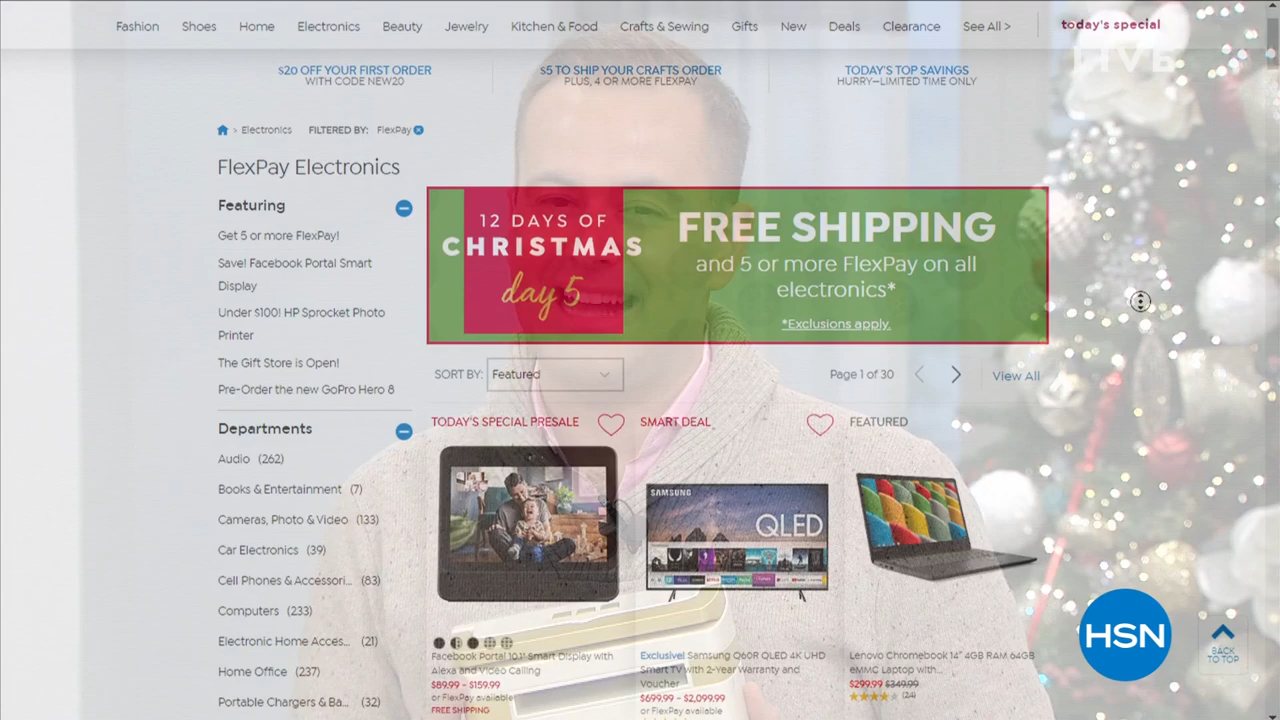 Fashion Shoes Home Electronics Beauty Jewelry Kitchen & Food Crafts & Sewing Gifts New Deals Clearance See All > today's special
LIVE
$20 OFF YOUR FIRST ORDER
WITH CODE NEW20
$5 TO SHIP YOUR CRAFTS ORDER
PLUS, 4 OR MORE FLEXPAY
TODAY'S TOP SAVINGS
HURRY—LIMITED TIME ONLY
> Electronics FILTERED BY: FlexPay
FlexPay Electronics
Featuring
Get 5 or more FlexPay!
Save! Facebook Portal Smart
Display
Under $100! HP Sprocket Photo
Printer
The Gift Store is Open!
Pre-Order the new GoPro Hero 8
Departments
Audio (262)
Books & Entertainment (7)
Cameras, Photo & Video (133)
Car Electronics (39)
Cell Phones & Accessori... (83)
Computers (233)
Electronic Home Acces... (21)
Home Office (237)
Portable Chargers & Ba... (32)
12 DAYS OF
CHRISTMAS
day 5
FREE SHIPPING
and 5 or more FlexPay on all
electronics*
*Exclusions apply.
SORT BY: Featured
Page 1 of 30
View All
TODAY'S SPECIAL PRESALE
Facebook Portal 10.1" Smart Display with
Alexa and Video Calling
$89.99 - $159.99
or FlexPay available
FREE SHIPPING
SMART DEAL
SAMSUNG
QLED
Exclusive! Samsung Q60R QLED 4K UHD
Smart TV with 2-Year Warranty and
Voucher
$699.99 - $2,099.99
or FlexPay available
FEATURED
Lenovo Chromebook 14" 4GB RAM 64GB
eMMC Laptop with...
$299.99 $349.99
(24)
HSN
BACK
TO TOP